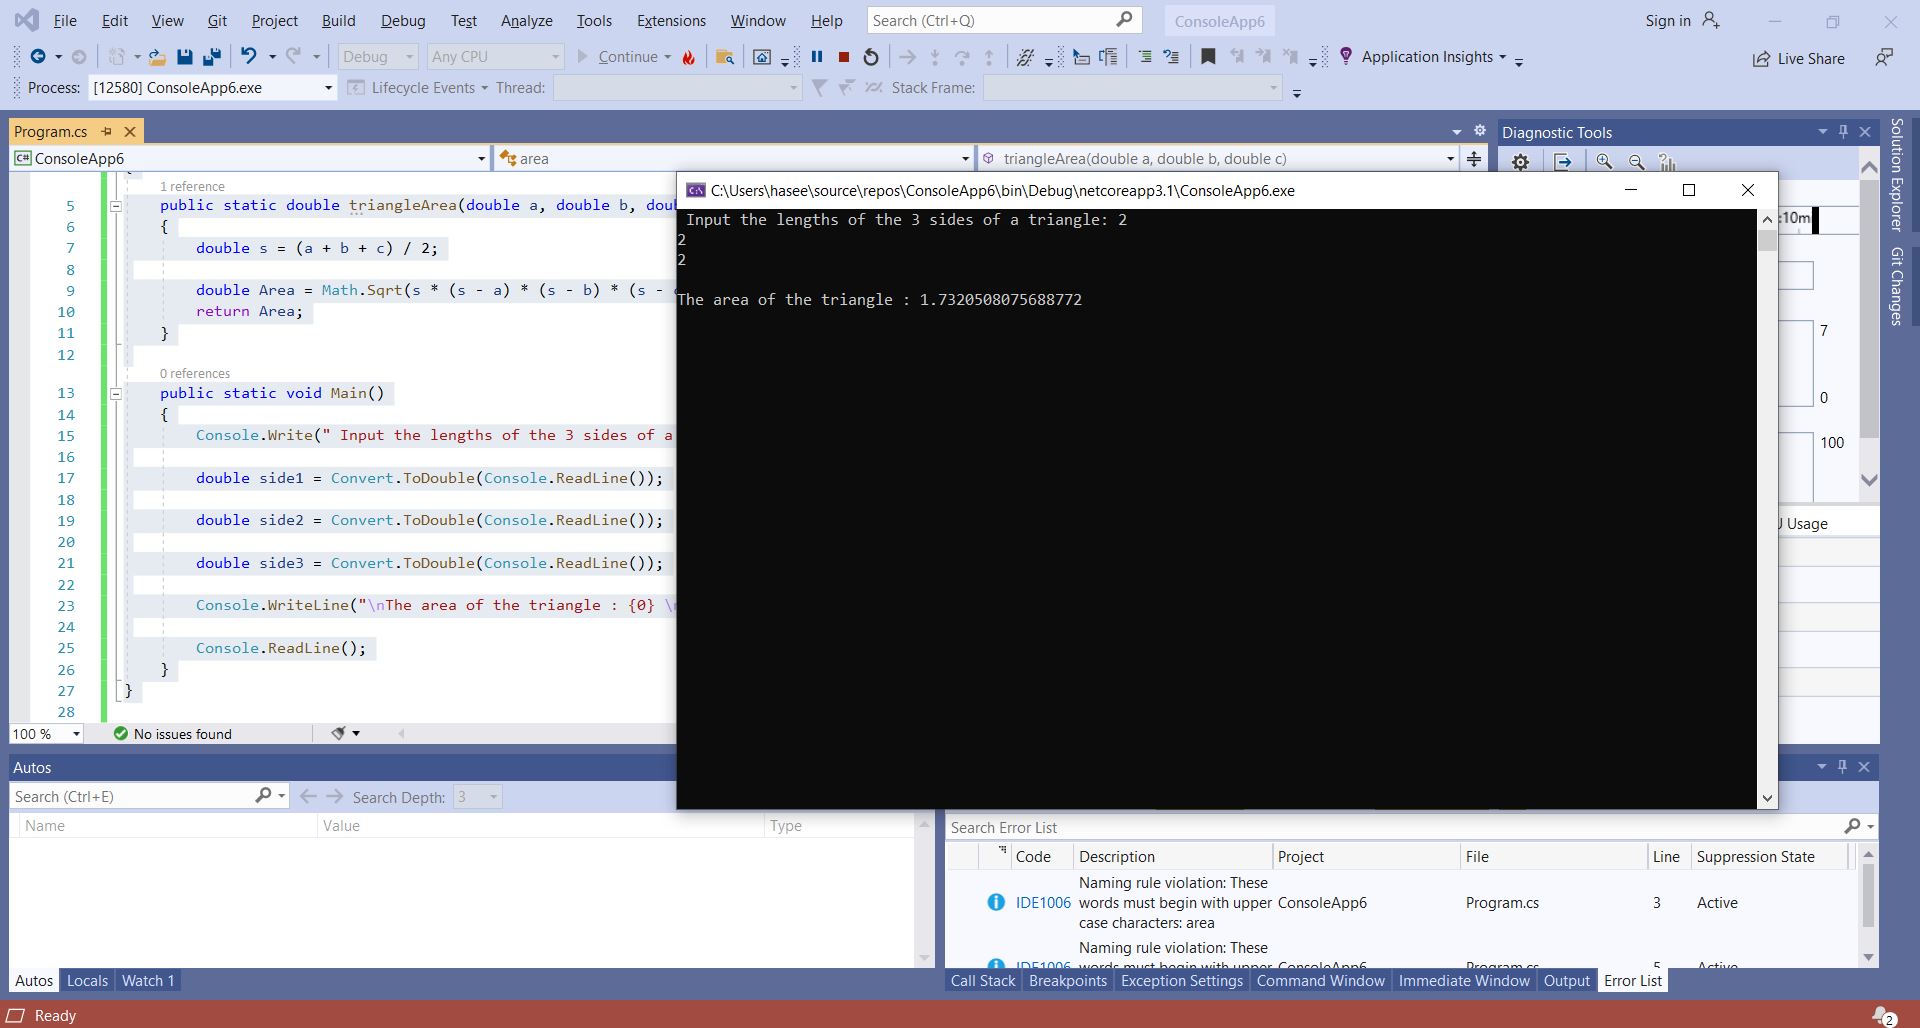 File Edit View Git Project Build Debug Test Analyze Tools Extensions Window Help Search (Ctrl+Q) ConsoleApp6 Sign in
Debug Any CPU Continue Application Insights Live Share
Process: [12580] ConsoleApp6.exe Lifecycle Events Thread: Stack Frame:
Program.cs
ConsoleApp6 area triangleArea(double a, double b, double c)
1 reference
5 public static double triangleArea(double a, double b, dou
6 {
7 double s = (a + b + c) / 2;
8
9 double Area = Math.Sqrt(s * (s - a) * (s - b) * (s -
10 return Area;
11 }
12
0 references
13 public static void Main()
14 {
15 Console.Write(" Input the lengths of the 3 sides of a
16
17 double side1 = Convert.ToDouble(Console.ReadLine());
18
19 double side2 = Convert.ToDouble(Console.ReadLine());
20
21 double side3 = Convert.ToDouble(Console.ReadLine());
22
23 Console.WriteLine("\nThe area of the triangle : {0} \
24
25 Console.ReadLine();
26 }
27 }
28
100 % No issues found
C:\Users\hasee\source\repos\ConsoleApp6\bin\Debug\netcoreapp3.1\ConsoleApp6.exe
Input the lengths of the 3 sides of a triangle: 2
2
2
The area of the triangle : 1.7320508075688772
Diagnostic Tools
:10m
7
0
100
Usage
Solution Explorer
Git Changes
Autos
Search (Ctrl+E) Search Depth: 3
Name Value Type
Autos Locals Watch 1
Search Error List
Code Description Project File Line Suppression State
Naming rule violation: These
IDE1006 words must begin with upper ConsoleApp6 Program.cs 3 Active
case characters: area
Naming rule violation: These
IDE1006 words must begin with upper ConsoleApp6 Program.cs 5 Active
Call Stack Breakpoints Exception Settings Command Window Immediate Window Output Error List
Ready 2